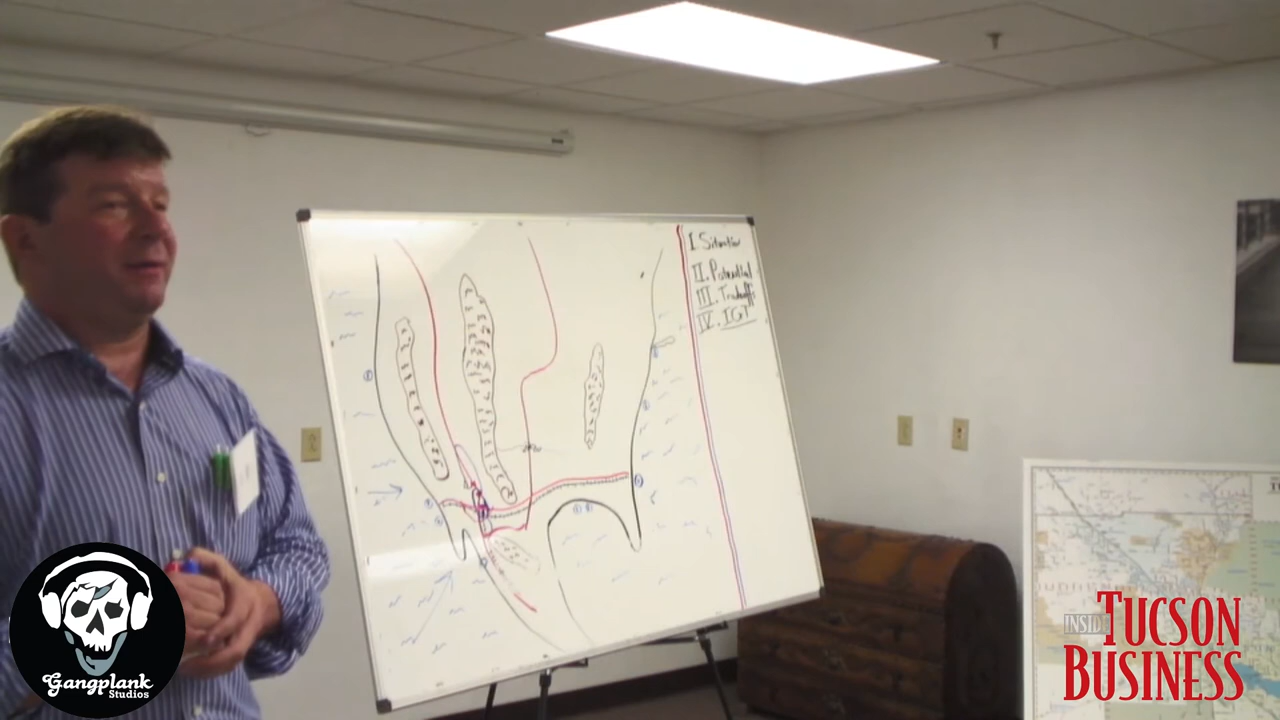 I. Situation
II. Potential
III. Tradeoffs
IV. IGT
Gangplank
Studios
INSIDE
TUCSON
BUSINESS